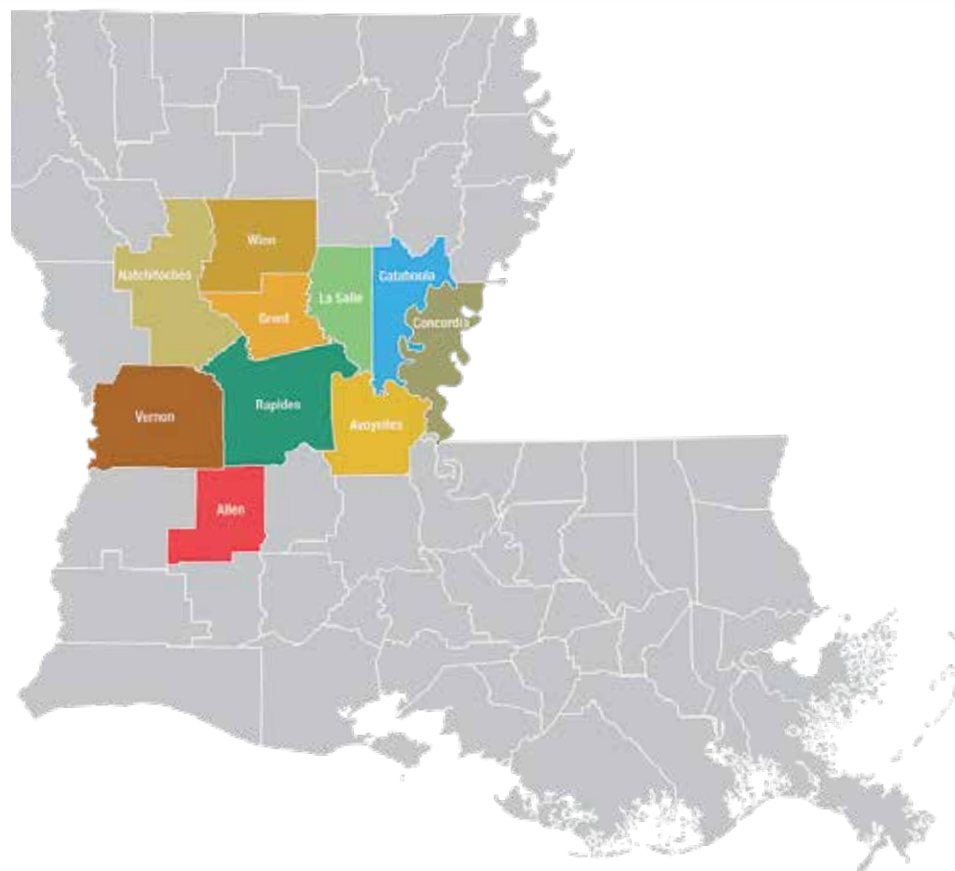 Winn
Natchitoches
Catahoula
La Salle
Grant
Concordia
Vernon
Rapides
Avoyelles
Allen